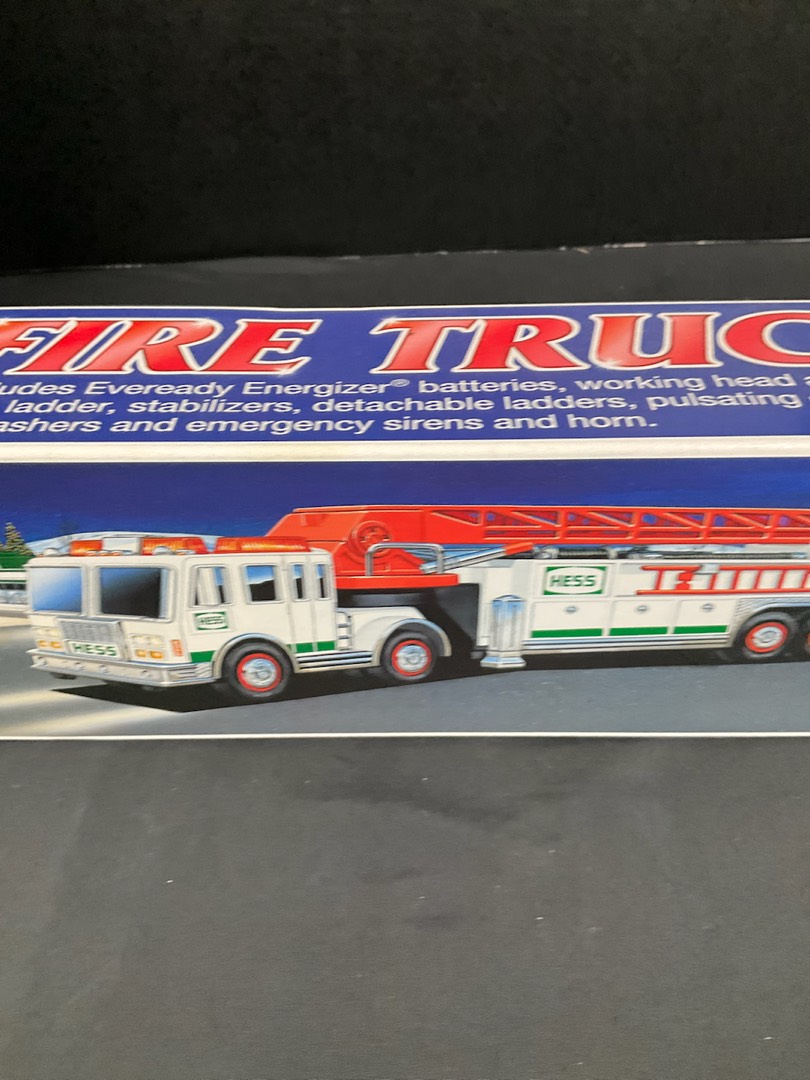 FIRE TRUC
udes Eveready Energizer® batteries, working head
ladder, stabilizers, detachable ladders, pulsating
ashers and emergency sirens and horn.
HESS
HESS
HESS